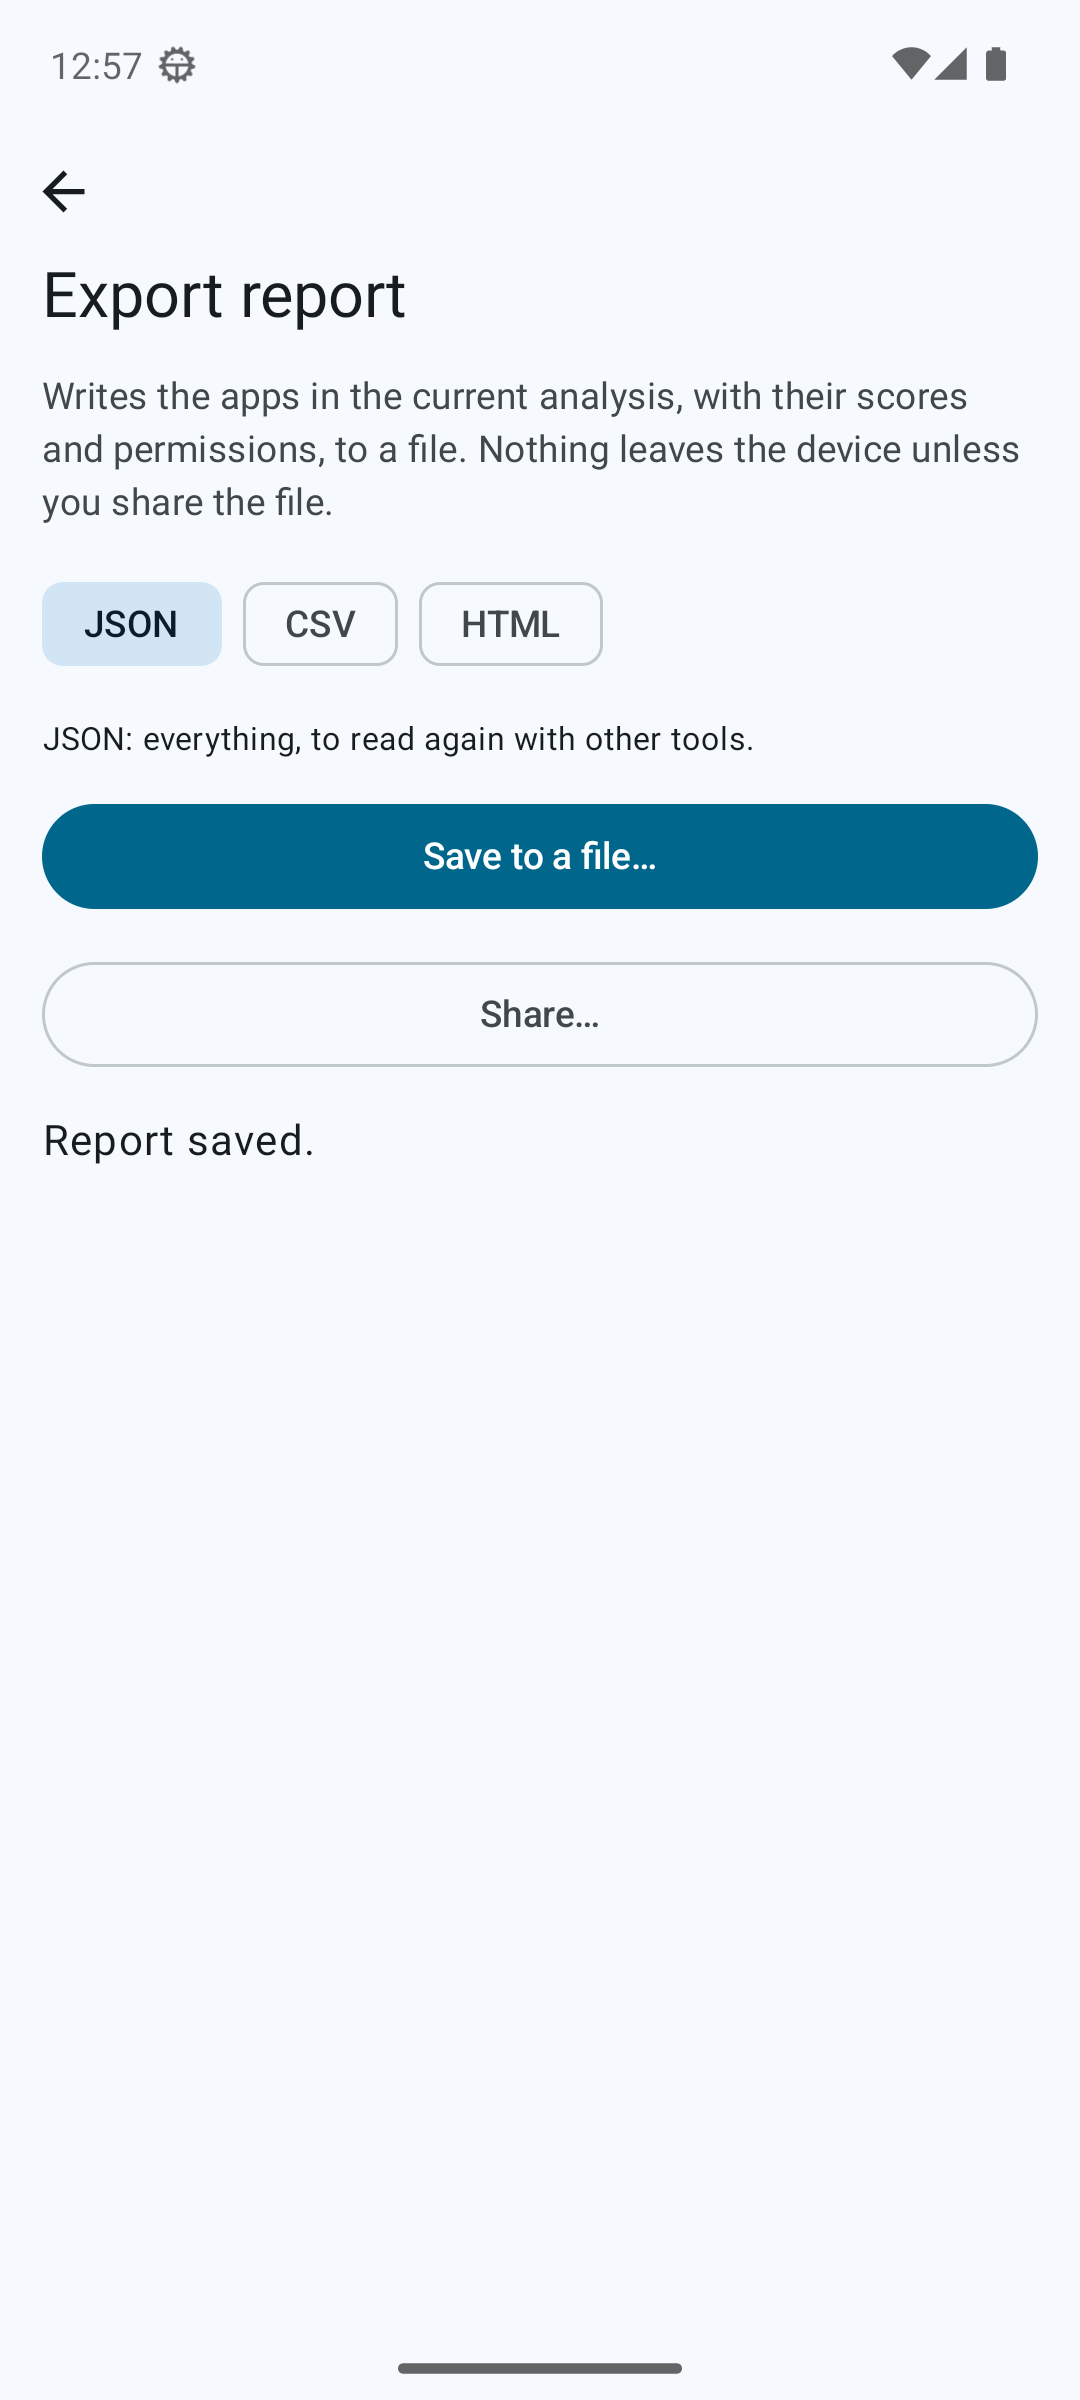 12:57
Export report
Writes the apps in the current analysis, with their scores
and permissions, to a file. Nothing leaves the device unless
you share the file.
JSON CSV HTML
JSON: everything, to read again with other tools.
Save to a file…
Share…
Report saved.